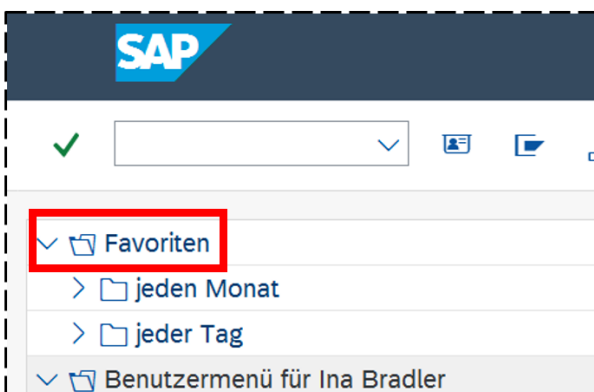 SAP
Favoriten
jeden Monat
jeder Tag
Benutzermenü für Ina Bradler